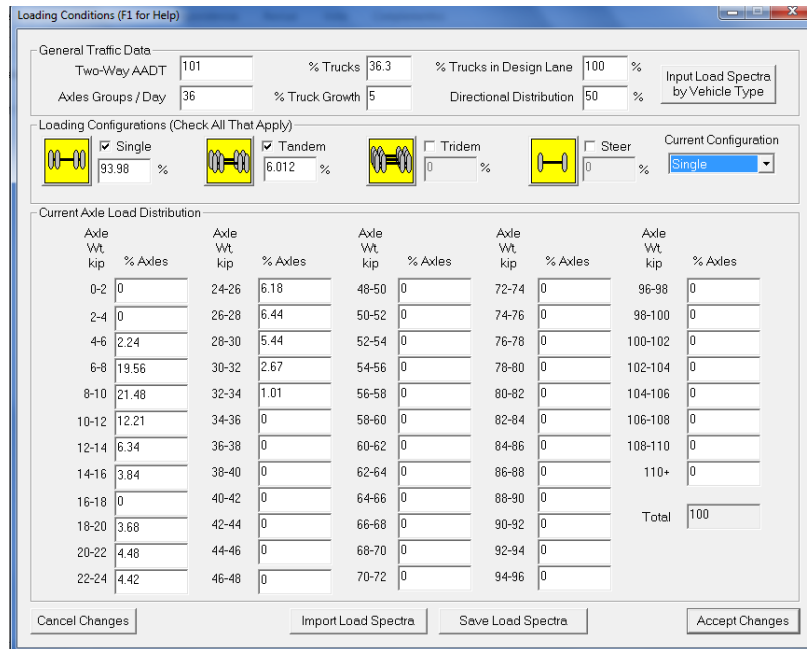 Loading Conditions (F1 for Help)
General Traffic Data
Two-Way AADT 101 % Trucks 36.3 % Trucks in Design Lane 100 % Input Load Spectra by Vehicle Type
Axles Groups / Day 36 % Truck Growth 5 Directional Distribution 50 %
Loading Configurations (Check All That Apply)
Single 93.98 % Tandem 6.012 % Tridem 0 % Steer 0 % Current Configuration Single
Current Axle Load Distribution
Axle Wt, kip % Axles Axle Wt, kip % Axles Axle Wt, kip % Axles Axle Wt, kip % Axles Axle Wt, kip % Axles
0-2 0 24-26 6.18 48-50 0 72-74 0 96-98 0
2-4 0 26-28 6.44 50-52 0 74-76 0 98-100 0
4-6 2.24 28-30 5.44 52-54 0 76-78 0 100-102 0
6-8 19.56 30-32 2.67 54-56 0 78-80 0 102-104 0
8-10 21.48 32-34 1.01 56-58 0 80-82 0 104-106 0
10-12 12.21 34-36 0 58-60 0 82-84 0 106-108 0
12-14 6.34 36-38 0 60-62 0 84-86 0 108-110 0
14-16 3.84 38-40 0 62-64 0 86-88 0 110+ 0
16-18 0 40-42 0 64-66 0 88-90 0
18-20 3.68 42-44 0 66-68 0 90-92 0 Total 100
20-22 4.48 44-46 0 68-70 0 92-94 0
22-24 4.42 46-48 0 70-72 0 94-96 0
Cancel Changes Import Load Spectra Save Load Spectra Accept Changes